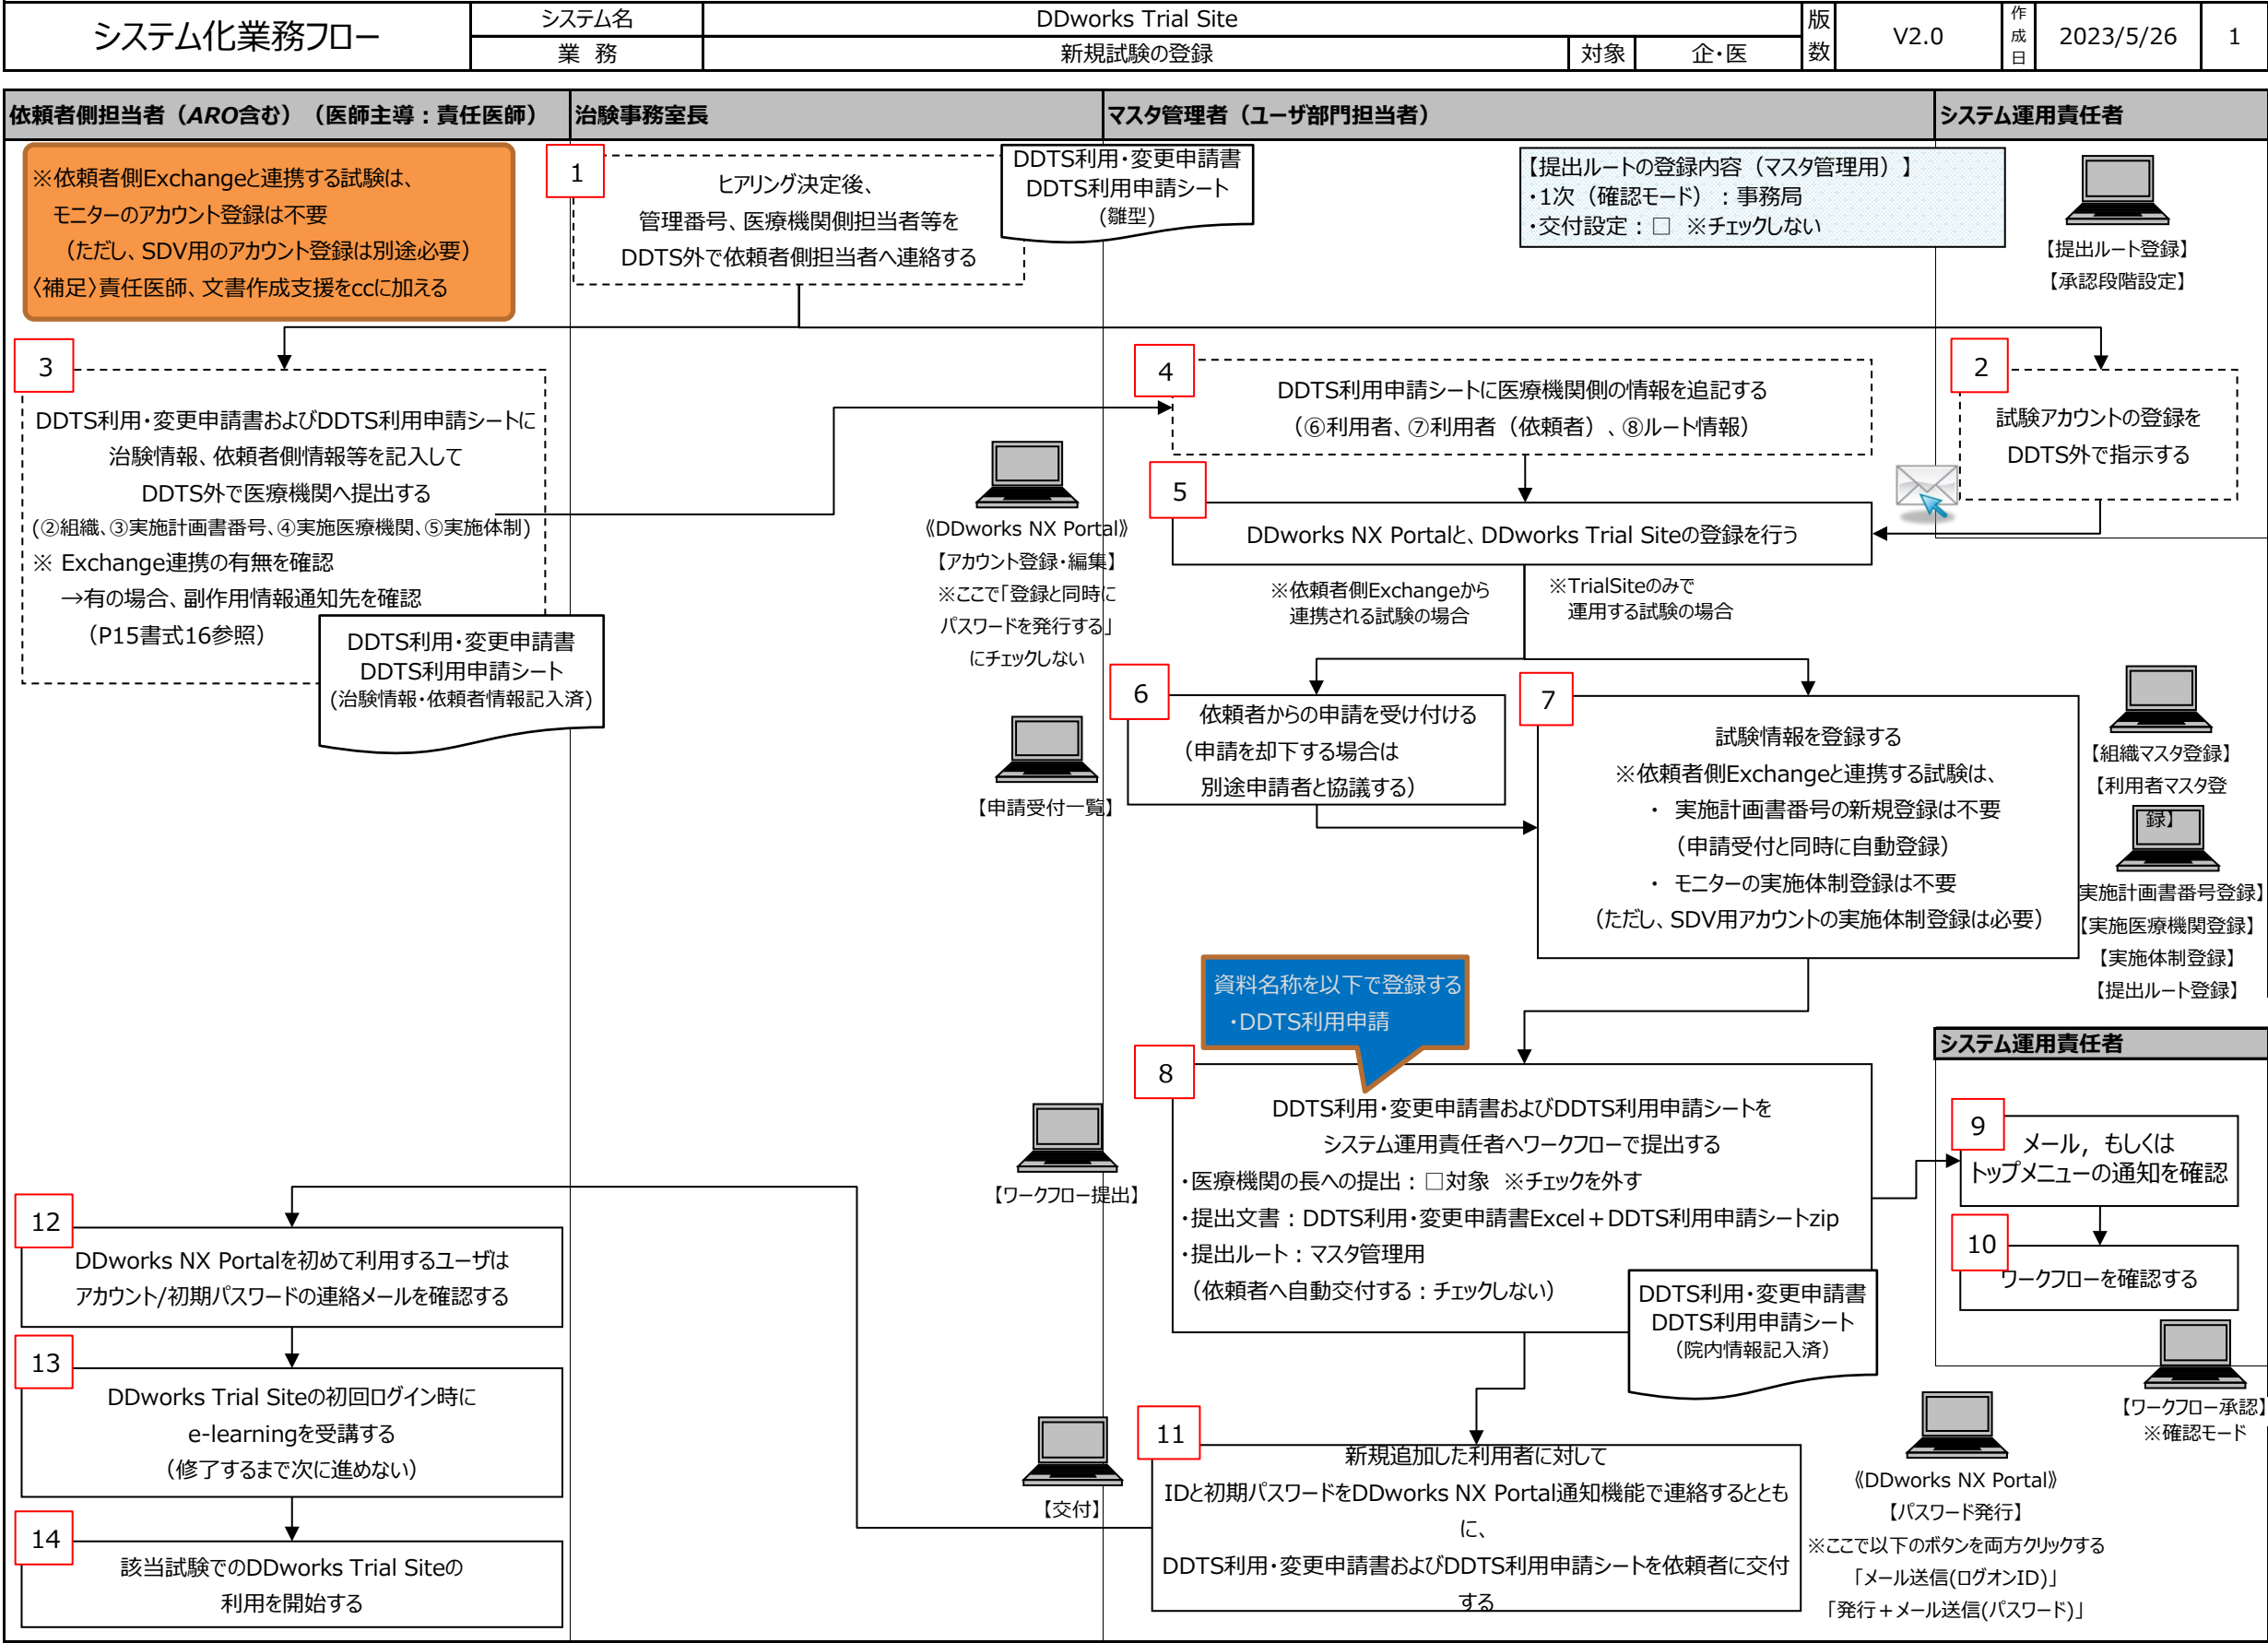 システム化業務フロー
システム名
DDworks Trial Site
業 務
新規試験の登録
対象
企・医
版数
V2.0
作成日
2023/5/26
1
依頼者側担当者（ARO含む）（医師主導：責任医師）
治験事務室長
マスタ管理者（ユーザ部門担当者）
システム運用責任者
※依頼者側Exchangeと連携する試験は、
モニターのアカウント登録は不要
（ただし、SDV用のアカウント登録は別途必要）
〈補足〉責任医師、文書作成支援をccに加える
1
ヒアリング決定後、
管理番号、医療機関側担当者等を
DDTS外で依頼者側担当者へ連絡する
DDTS利用・変更申請書
DDTS利用申請シート
(雛型)
【提出ルートの登録内容（マスタ管理用）】
・1次（確認モード）：事務局
・交付設定：□ ※チェックしない
【提出ルート登録】
【承認段階設定】
3
DDTS利用・変更申請書およびDDTS利用申請シートに
治験情報、依頼者側情報等を記入して
DDTS外で医療機関へ提出する
(②組織、③実施計画書番号、④実施医療機関、⑤実施体制)
※ Exchange連携の有無を確認
→有の場合、副作用情報通知先を確認
（P15書式16参照）
DDTS利用・変更申請書
DDTS利用申請シート
(治験情報・依頼者情報記入済)
4
DDTS利用申請シートに医療機関側の情報を追記する
（⑥利用者、⑦利用者（依頼者）、⑧ルート情報）
2
試験アカウントの登録を
DDTS外で指示する
《DDworks NX Portal》
【アカウント登録・編集】
※ここで「登録と同時に
パスワードを発行する」
にチェックしない
5
DDworks NX Portalと、DDworks Trial Siteの登録を行う
※依頼者側Exchangeから
連携される試験の場合
※TrialSiteのみで
運用する試験の場合
6
依頼者からの申請を受け付ける
（申請を却下する場合は
別途申請者と協議する）
【申請受付一覧】
7
試験情報を登録する
※依頼者側Exchangeと連携する試験は、
・ 実施計画書番号の新規登録は不要
（申請受付と同時に自動登録）
・ モニターの実施体制登録は不要
（ただし、SDV用アカウントの実施体制登録は必要）
【組織マスタ登録】
【利用者マスタ登
録】
実施計画書番号登録】
【実施医療機関登録】
【実施体制登録】
【提出ルート登録】
資料名称を以下で登録する
・DDTS利用申請
8
DDTS利用・変更申請書およびDDTS利用申請シートを
システム運用責任者へワークフローで提出する
・医療機関の長への提出：□対象 ※チェックを外す
・提出文書：DDTS利用・変更申請書Excel＋DDTS利用申請シートzip
・提出ルート：マスタ管理用
（依頼者へ自動交付する：チェックしない）
DDTS利用・変更申請書
DDTS利用申請シート
（院内情報記入済）
【ワークフロー提出】
システム運用責任者
9
メール，もしくは
トップメニューの通知を確認
10
ワークフローを確認する
【ワークフロー承認】
※確認モード
11
新規追加した利用者に対して
IDと初期パスワードをDDworks NX Portal通知機能で連絡するととも
に、
DDTS利用・変更申請書およびDDTS利用申請シートを依頼者に交付
する
【交付】
《DDworks NX Portal》
【パスワード発行】
※ここで以下のボタンを両方クリックする
「メール送信(ログオンID)」
「発行＋メール送信(パスワード)」
12
DDworks NX Portalを初めて利用するユーザは
アカウント/初期パスワードの連絡メールを確認する
13
DDworks Trial Siteの初回ログイン時に
e-learningを受講する
（修了するまで次に進めない）
14
該当試験でのDDworks Trial Siteの
利用を開始する